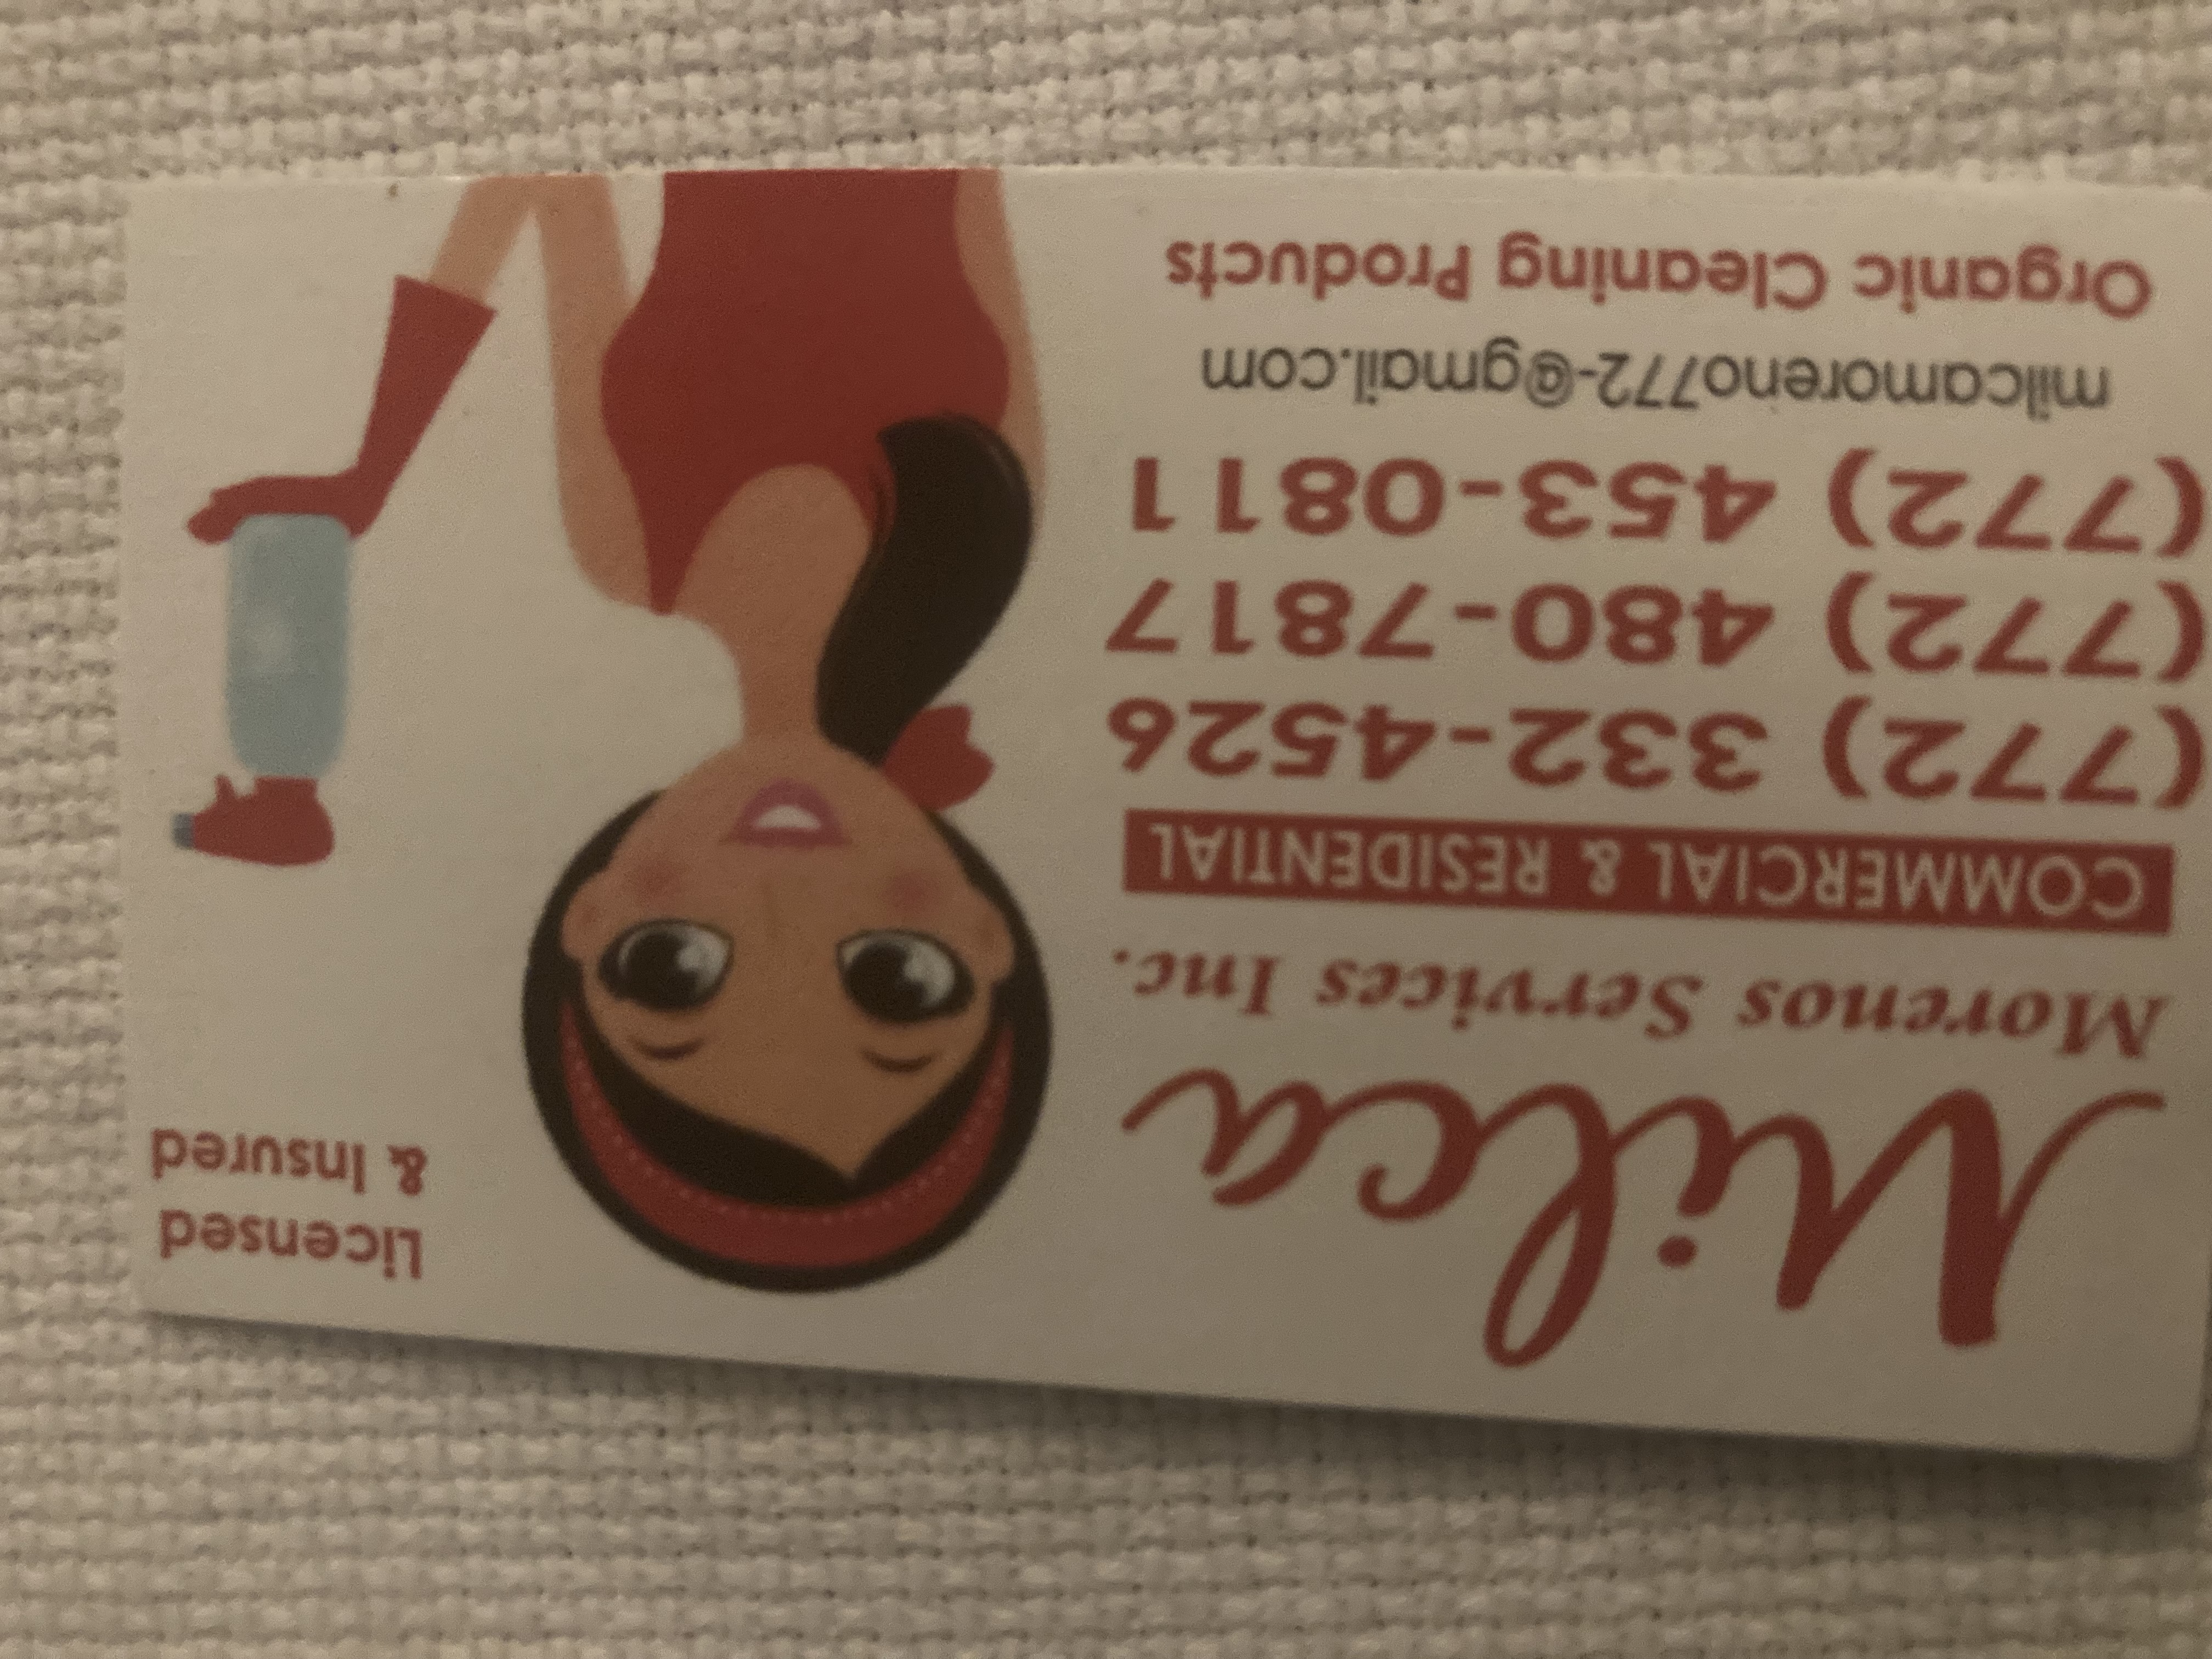 Milca
Morenos Services Inc.
COMMERCIAL & RESIDENTIAL
(772) 332-4526
(772) 480-7817
(772) 453-0811
milcamoreno772-@gmail.com
Organic Cleaning Products
Licensed
& Insured